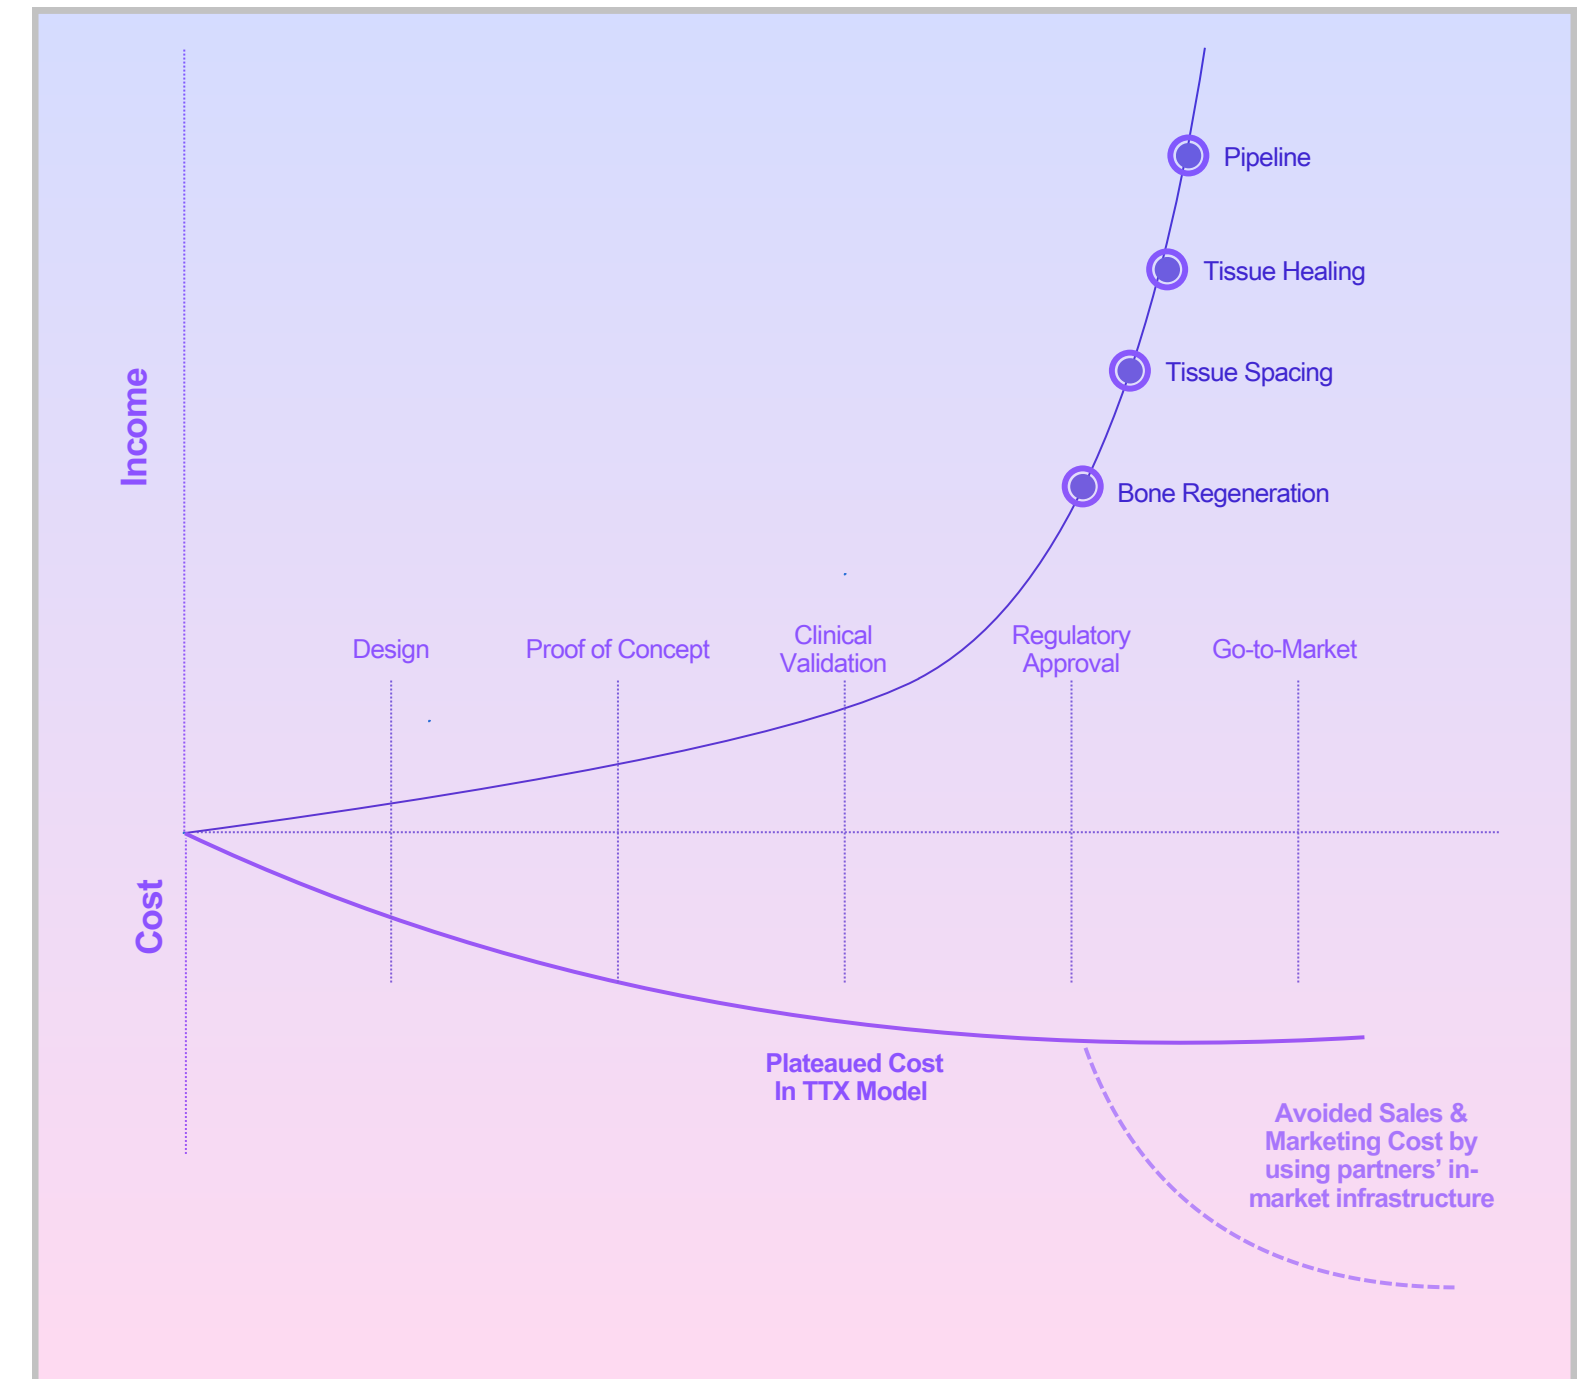 Pipeline
Tissue Healing
Tissue Spacing
Income
Bone Regeneration
Design
Proof of Concept
Clinical
Validation
Regulatory
Approval
Go-to-Market
Cost
Plateaued Cost
In TTX Model
Avoided Sales &
Marketing Cost by
using partners’ in-
market infrastructure